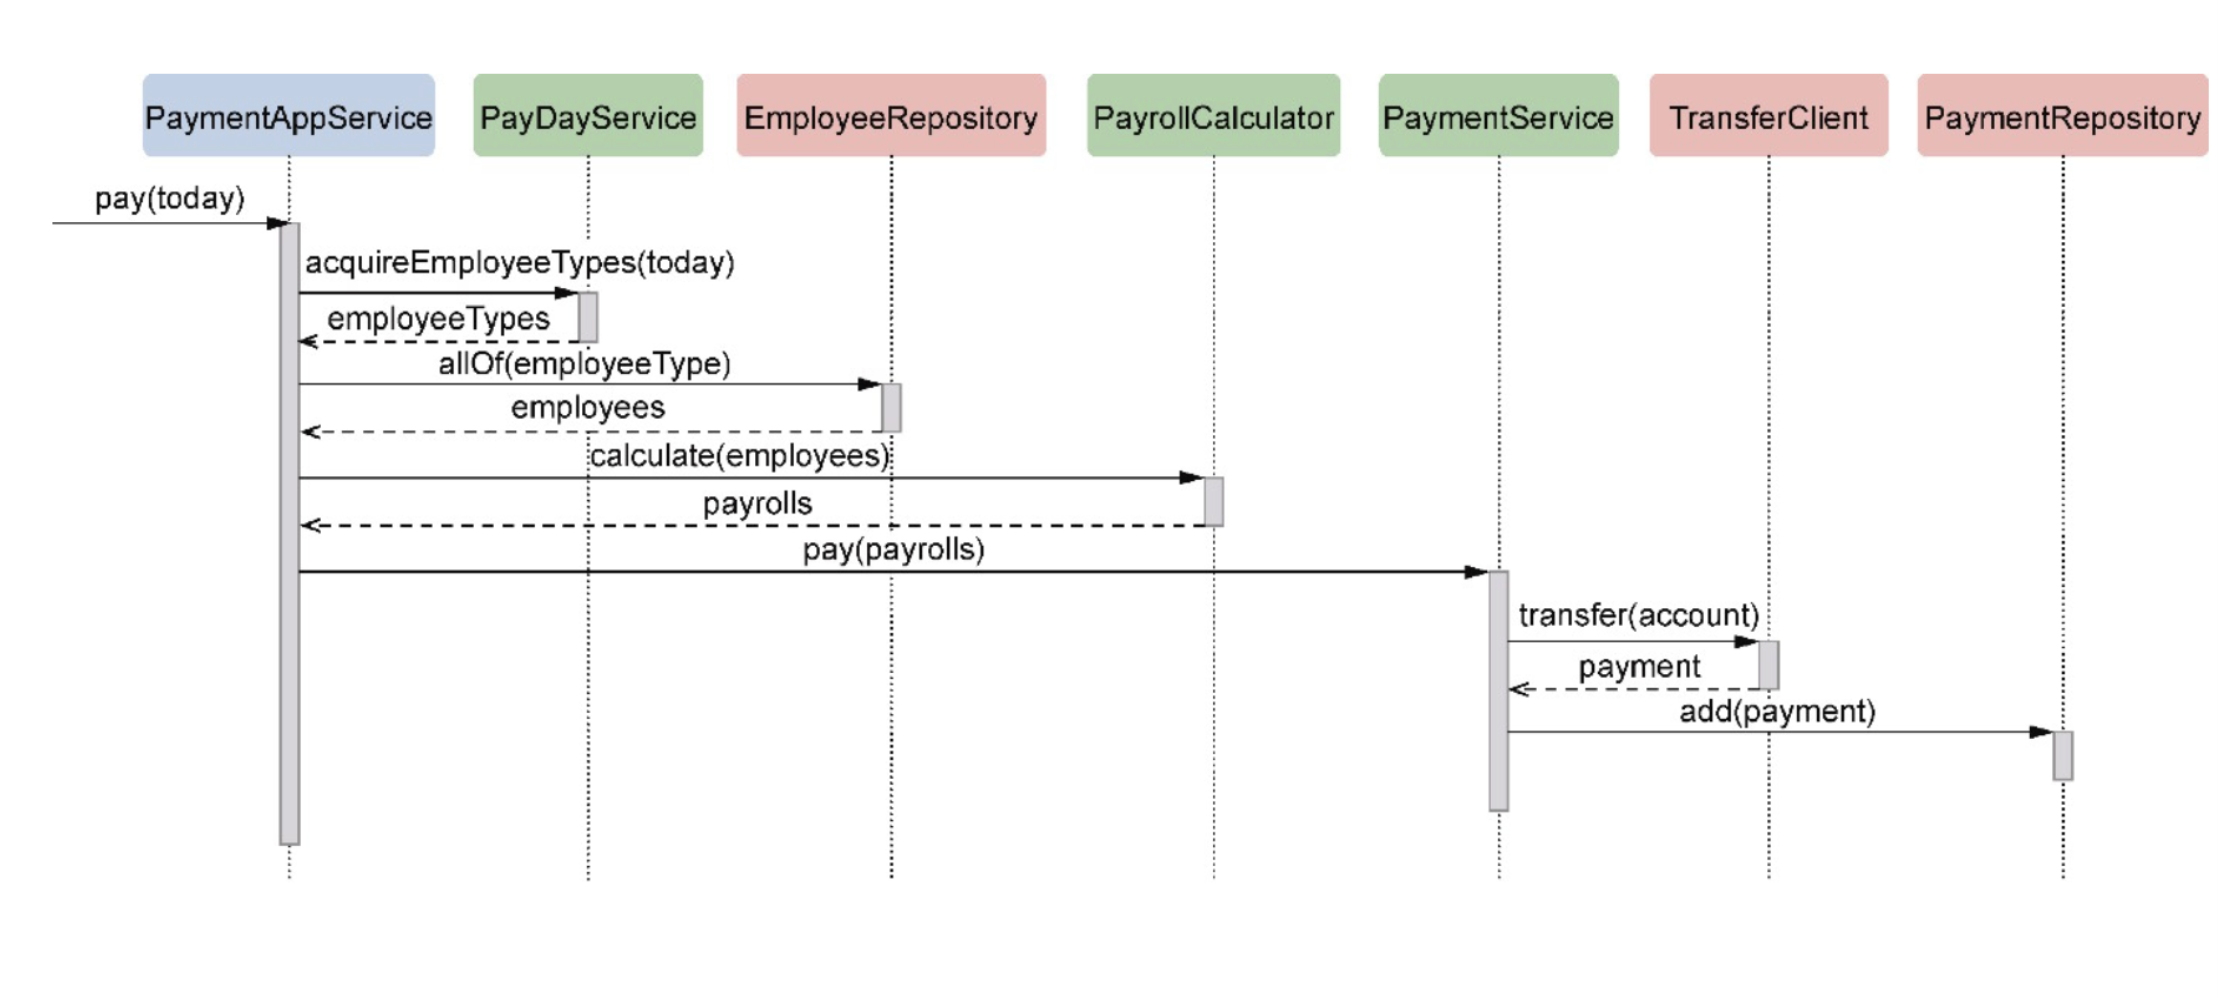 PaymentAppService
PayDayService
EmployeeRepository
PayrollCalculator
PaymentService
TransferClient
PaymentRepository
pay(today)
acquireEmployeeTypes(today)
employeeTypes
allOf(employeeType)
employees
calculate(employees)
payrolls
pay(payrolls)
transfer(account)
payment
add(payment)